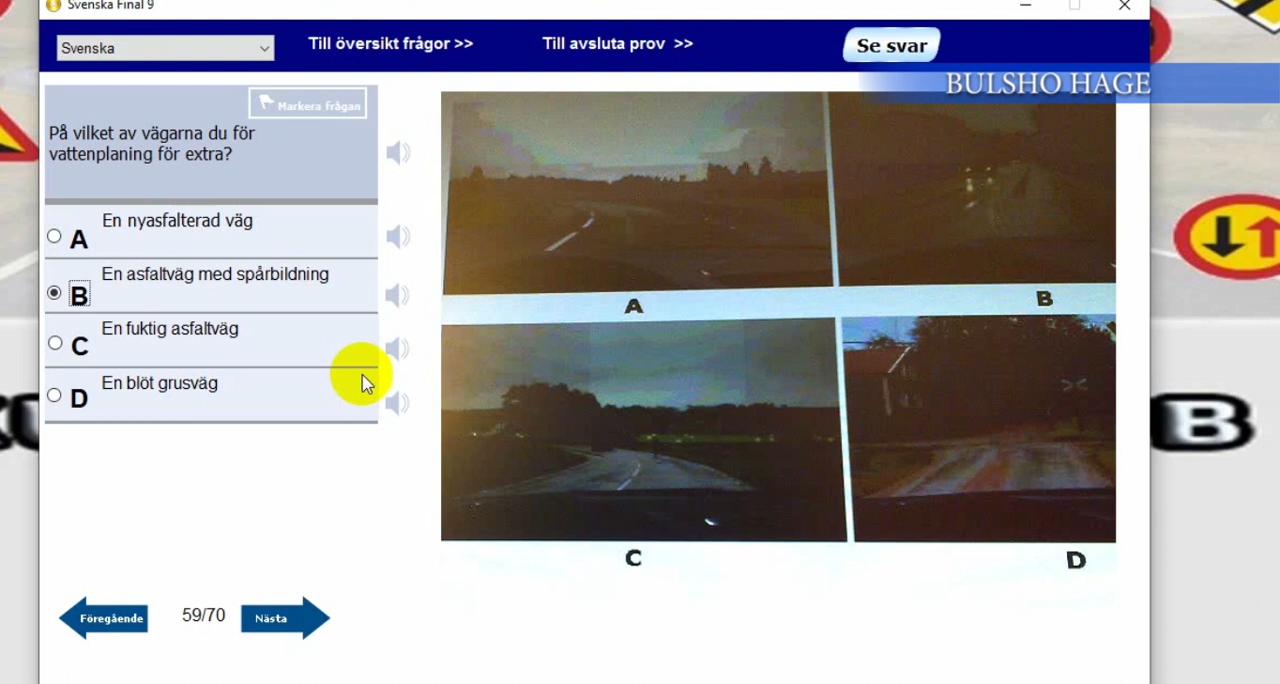 Svenska Final 9
Svenska
Till översikt frågor >>
Till avsluta prov >>
Se svar
BULSHO HAGE
Markera frågan
På vilket av vägarna du för
vattenplaning för extra?
A En nyasfalterad väg
B En asfaltväg med spårbildning
C En fuktig asfaltväg
D En blöt grusväg
A
B
C
D
Föregående
59/70
Nästa
B